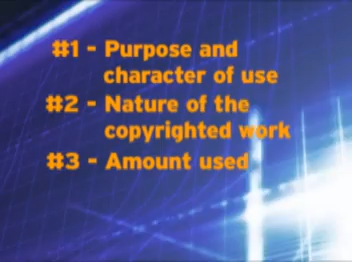 #1 - Purpose and
character of use
#2 - Nature of the
copyrighted work
#3 - Amount used